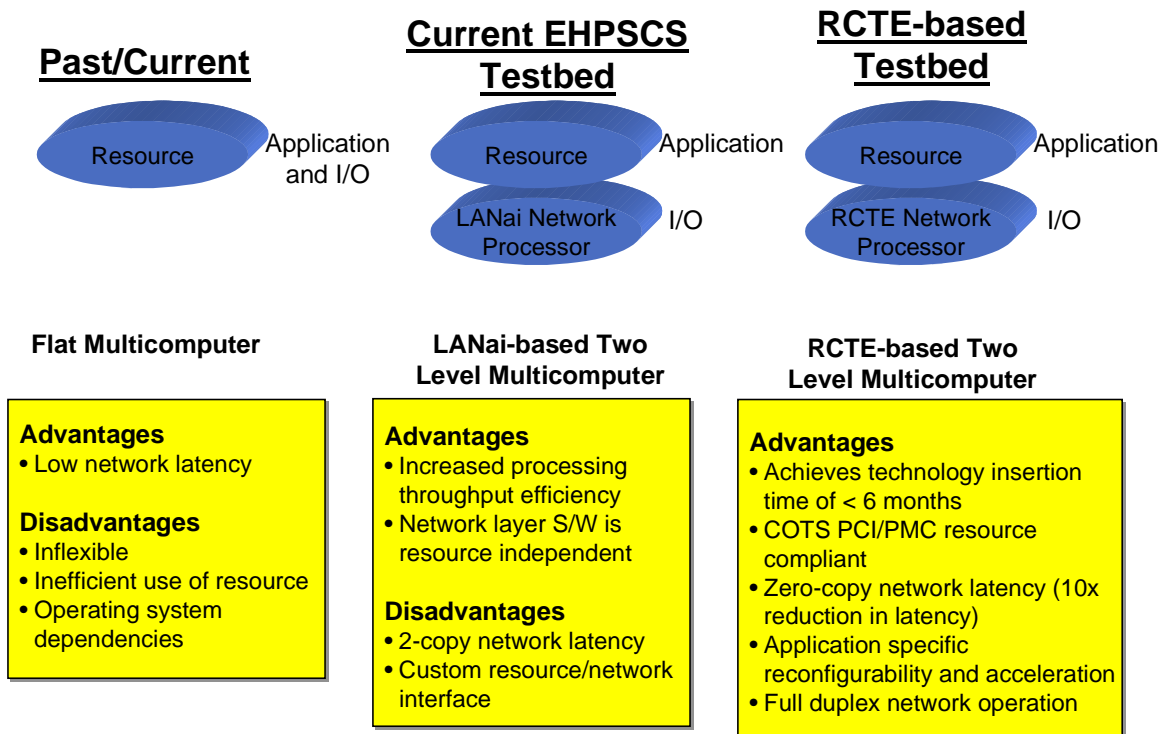 Past/Current
Resource
Application
and I/O
Flat Multicomputer
Advantages
• Low network latency
Disadvantages
• Inflexible
• Inefficient use of resource
• Operating system
dependencies
Current EHPSCS
Testbed
Resource
Application
LANai Network
Processor
I/O
LANai-based Two
Level Multicomputer
Advantages
• Increased processing
throughput efficiency
• Network layer S/W is
resource independent
Disadvantages
• 2-copy network latency
• Custom resource/network
interface
RCTE-based
Testbed
Resource
Application
RCTE Network
Processor
I/O
RCTE-based Two
Level Multicomputer
Advantages
• Achieves technology insertion
time of < 6 months
• COTS PCI/PMC resource
compliant
• Zero-copy network latency (10x
reduction in latency)
• Application specific
reconfigurability and acceleration
• Full duplex network operation